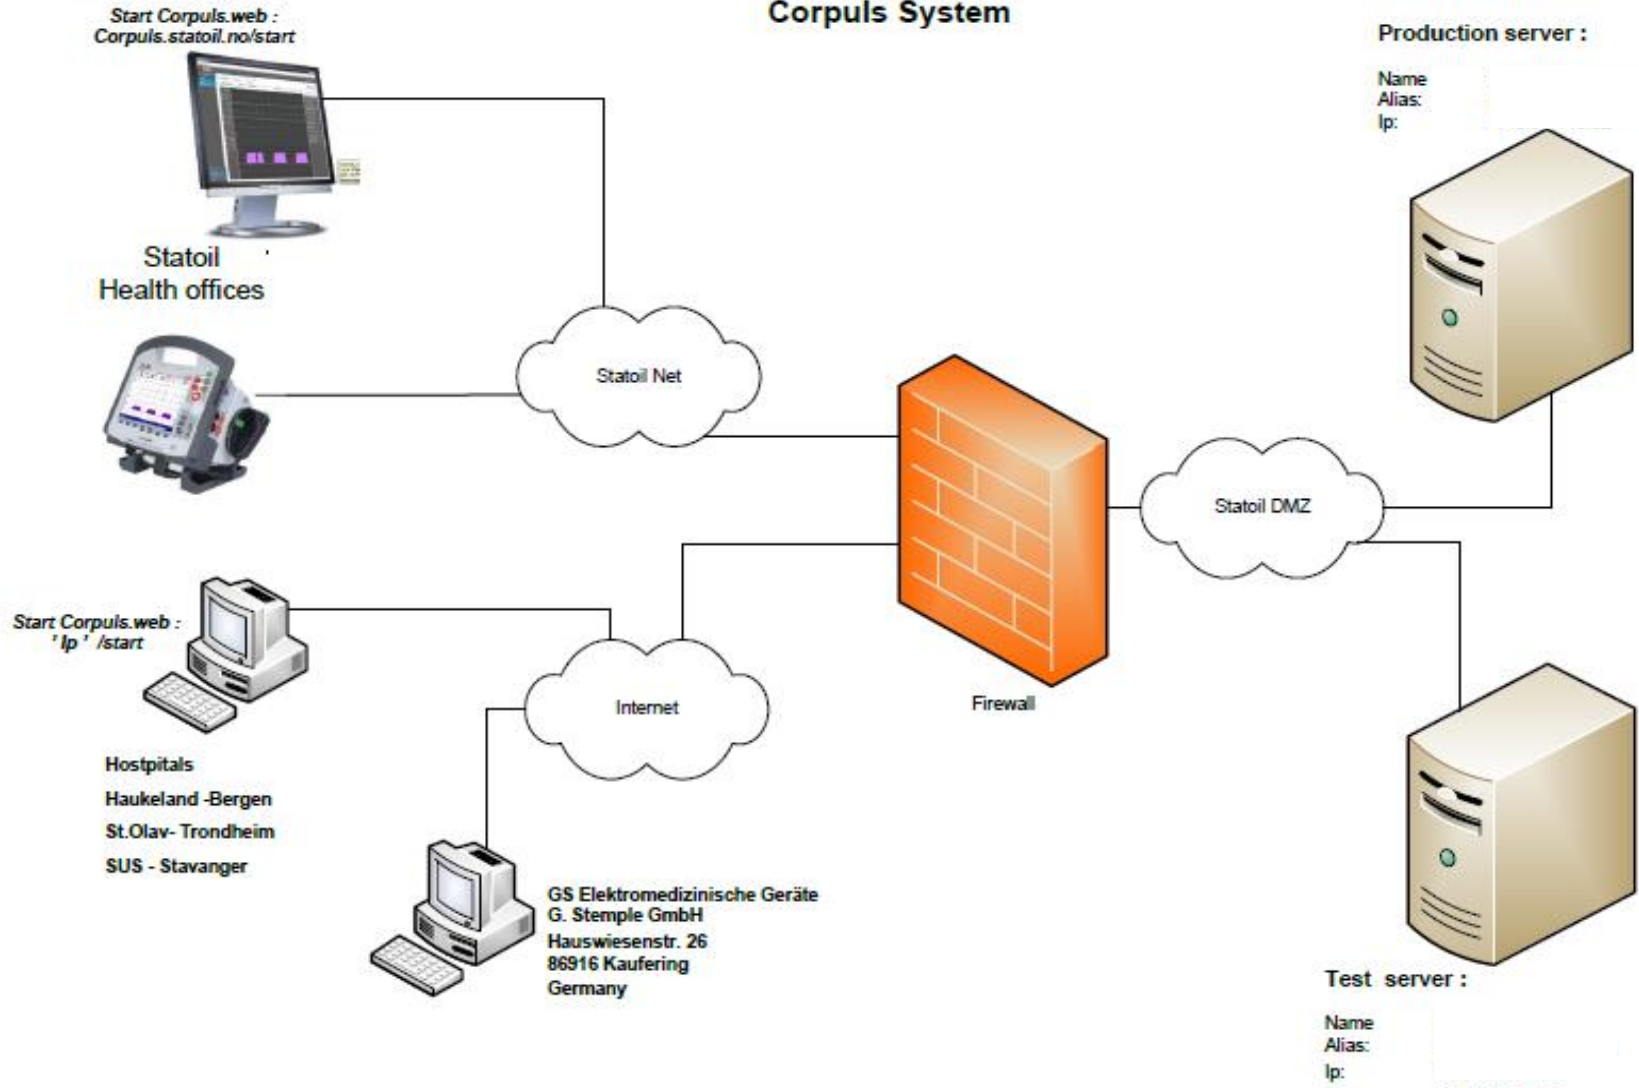 Corpuls System
Start Corpuls.web :
Corpuls.statoil.no/start
Production server :
Name
Alias:
Ip:
Statoil
Health offices
Statoil Net
Statoil DMZ
Start Corpuls.web :
' Ip ' /start
Internet
Firewall
Hostpitals
Haukeland -Bergen
St.Olav- Trondheim
SUS - Stavanger
GS Elektromedizinische Geräte
G. Stemple GmbH
Hauswiesenstr. 26
86916 Kaufering
Germany
Test server :
Name
Alias:
Ip: